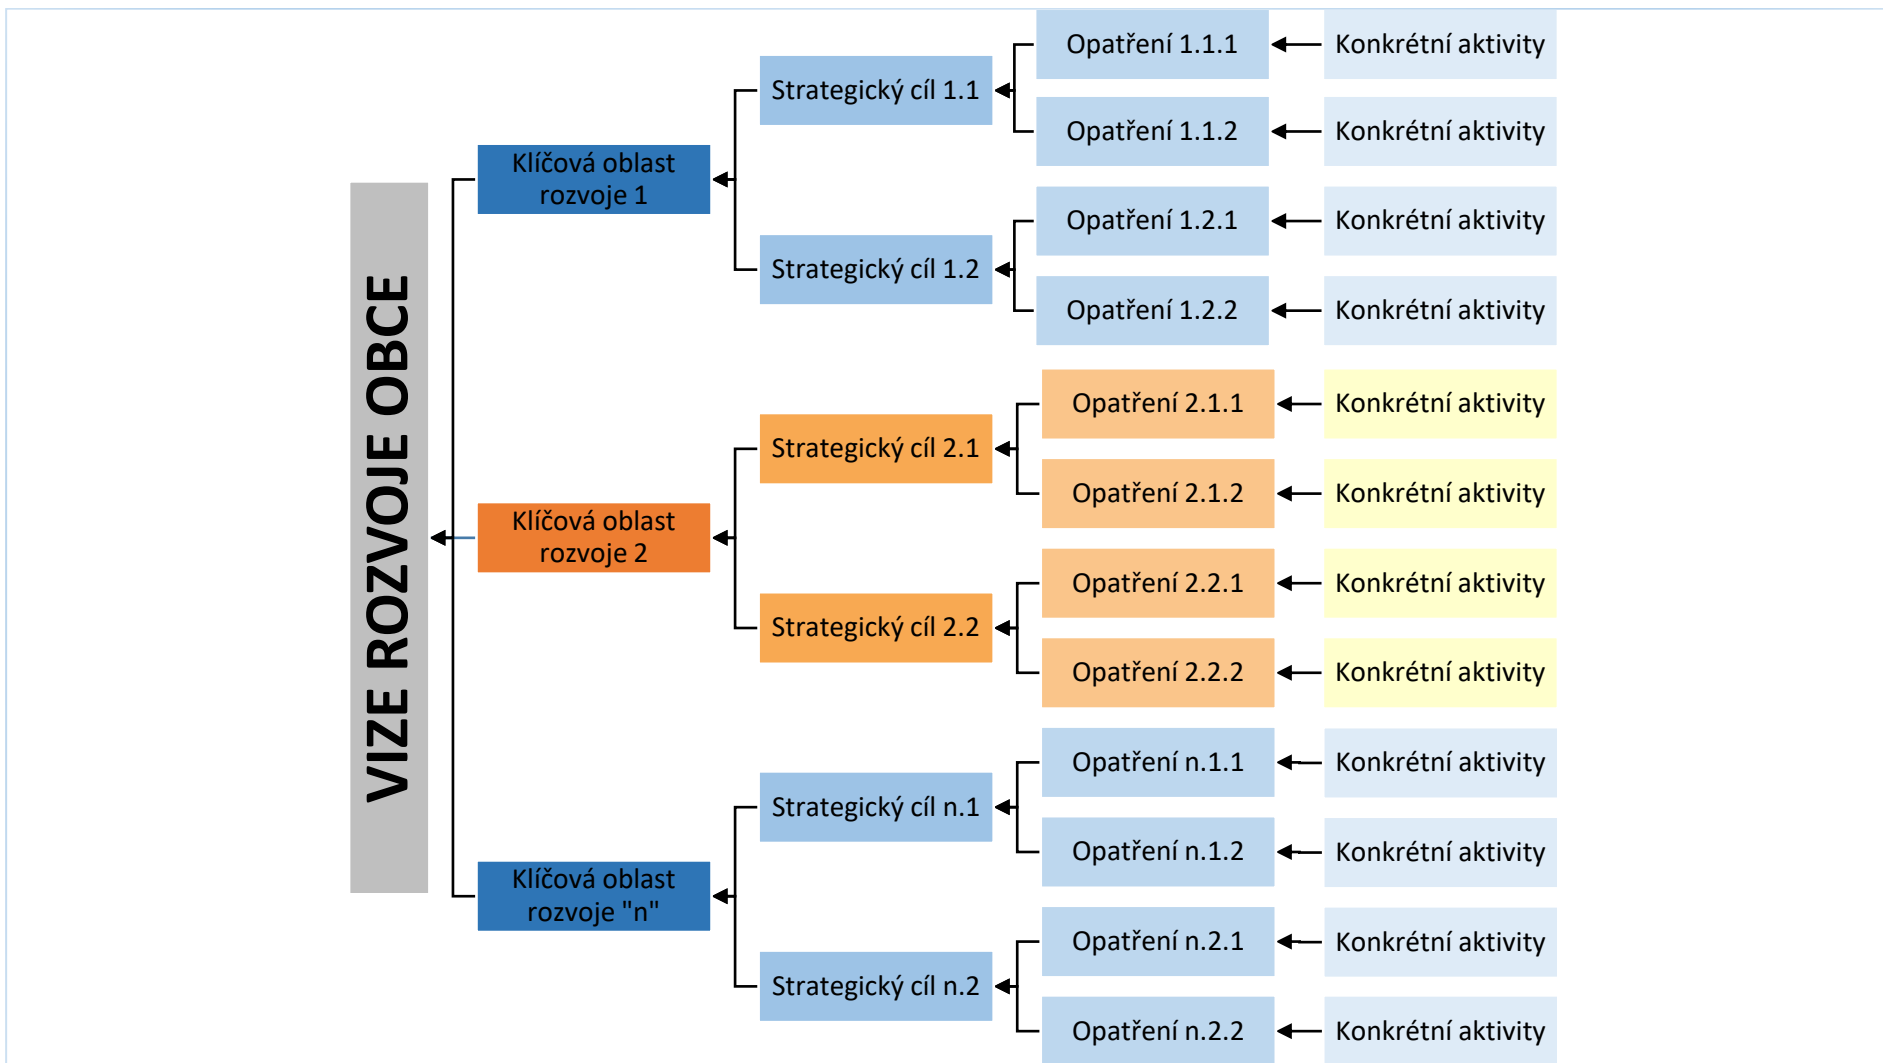 VIZE ROZVOJE OBCE
Klíčová oblast
rozvoje 1
Strategický cíl 1.1
Opatření 1.1.1
Konkrétní aktivity
Opatření 1.1.2
Konkrétní aktivity
Strategický cíl 1.2
Opatření 1.2.1
Konkrétní aktivity
Opatření 1.2.2
Konkrétní aktivity
Klíčová oblast
rozvoje 2
Strategický cíl 2.1
Opatření 2.1.1
Konkrétní aktivity
Opatření 2.1.2
Konkrétní aktivity
Strategický cíl 2.2
Opatření 2.2.1
Konkrétní aktivity
Opatření 2.2.2
Konkrétní aktivity
Klíčová oblast
rozvoje "n"
Strategický cíl n.1
Opatření n.1.1
Konkrétní aktivity
Opatření n.1.2
Konkrétní aktivity
Strategický cíl n.2
Opatření n.2.1
Konkrétní aktivity
Opatření n.2.2
Konkrétní aktivity